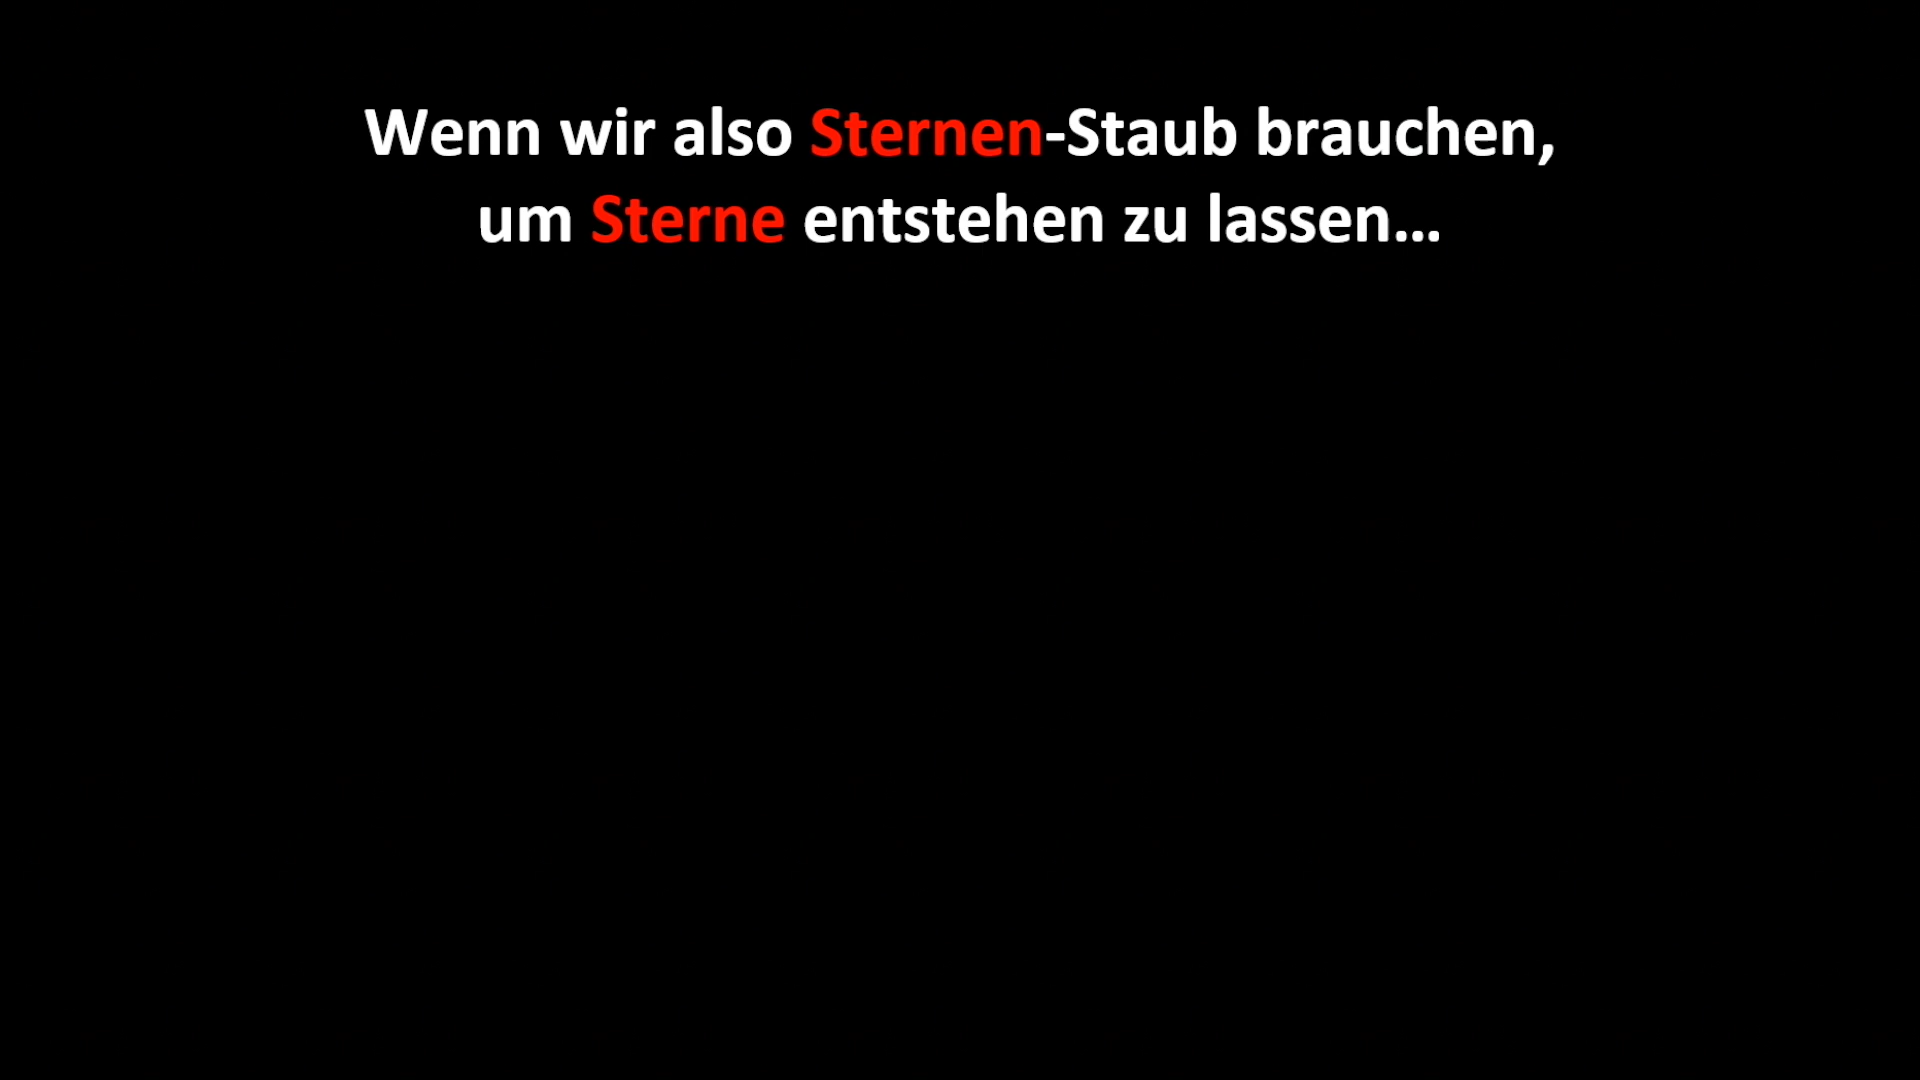 Wenn wir also Sternen-Staub brauchen,
um Sterne entstehen zu lassen…